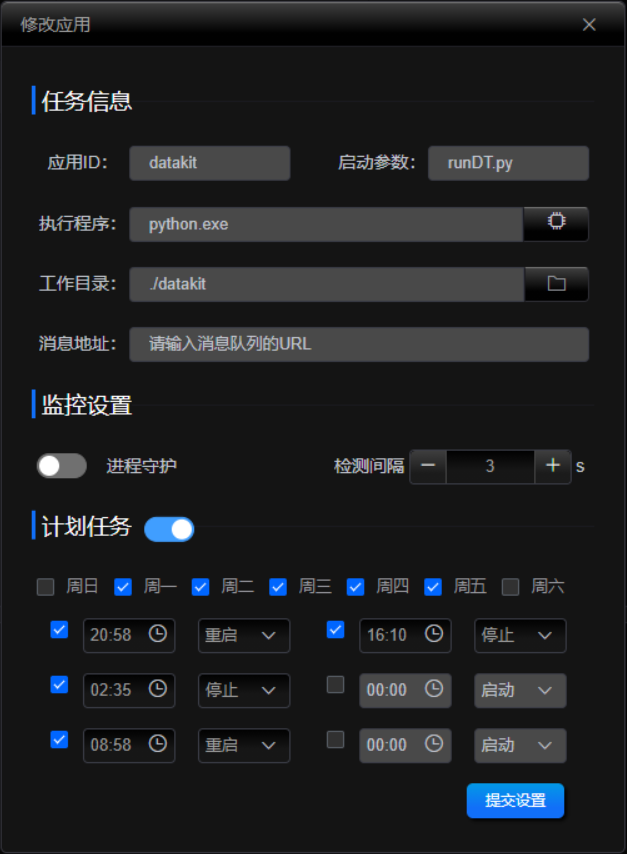 修改应用
任务信息
应用ID： datakit 启动参数： runDT.py
执行程序： python.exe
工作目录： ./datakit
消息地址： 请输入消息队列的URL
监控设置
进程守护 检测间隔 3 s
计划任务
周日 周一 周二 周三 周四 周五 周六
20:58 重启 16:10 停止
02:35 停止 00:00 启动
08:58 重启 00:00 启动
提交设置